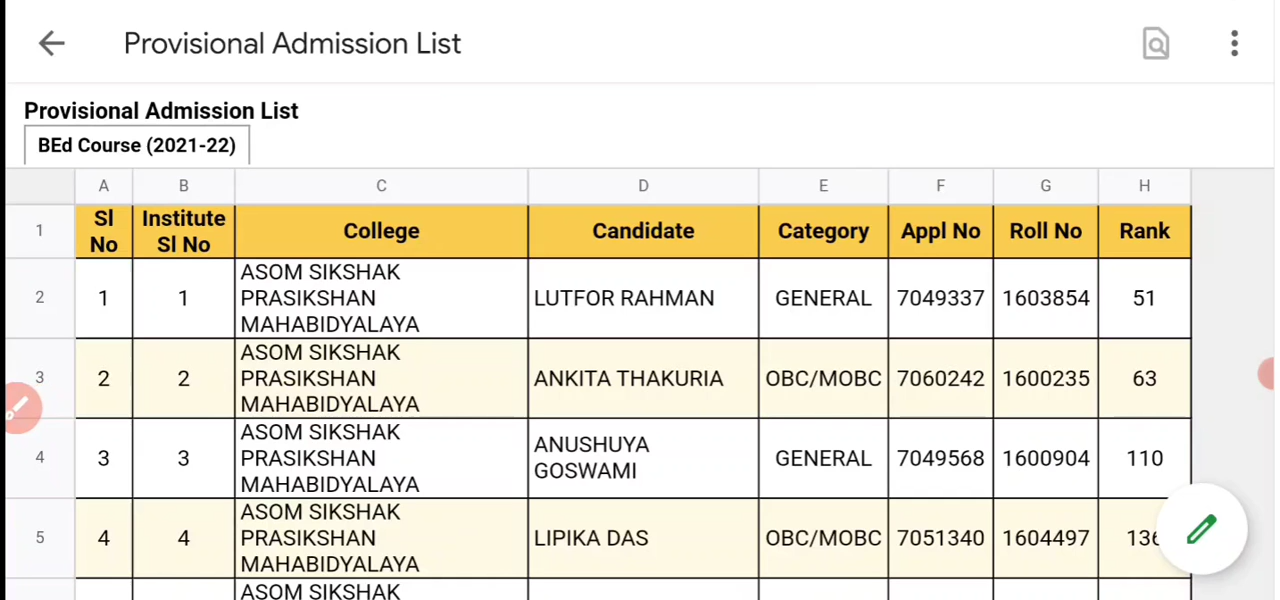 Provisional Admission List
Provisional Admission List
BEd Course (2021-22)
A B C D E F G H
1 Sl No Institute Sl No College Candidate Category Appl No Roll No Rank
2 1 1 ASOM SIKSHAK PRASIKSHAN MAHABIDYALAYA LUTFOR RAHMAN GENERAL 7049337 1603854 51
3 2 2 ASOM SIKSHAK PRASIKSHAN MAHABIDYALAYA ANKITA THAKURIA OBC/MOBC 7060242 1600235 63
4 3 3 ASOM SIKSHAK PRASIKSHAN MAHABIDYALAYA ANUSHUYA GOSWAMI GENERAL 7049568 1600904 110
5 4 4 ASOM SIKSHAK PRASIKSHAN MAHABIDYALAYA LIPIKA DAS OBC/MOBC 7051340 1604497 136
ASOM SIKSHAK